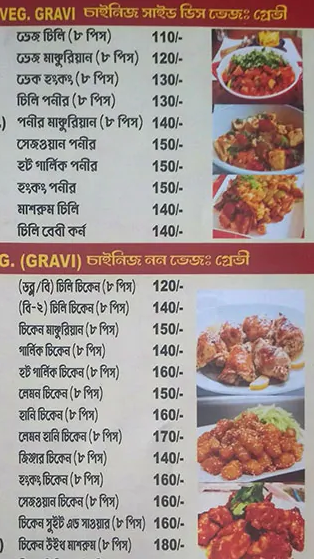 VEG. GRAVI চাইনিজ সাইড ডিস ভেজঃ গ্রেভী
ভেজ চিলি (৮ পিস) 110/-
ভেজ মাঞ্চুরিয়ান (৮ পিস) 120/-
ভেজ হংকং (৮ পিস) 130/-
চিলি পনীর (৮ পিস) 130/-
) পনীর মাঞ্চুরিয়ান (৮ পিস) 140/-
সেজওয়ান পনীর 150/-
হট গার্লিক পনীর 150/-
হংকং পনীর 150/-
মাশরুম চিলি 140/-
চিলি বেবী কর্ন 140/-
G. (GRAVI) চাইনিজ নন ভেজঃ গ্রেভী
চিলি চিকেন (৮ পিস) 120/-
(বি-২) চিলি চিকেন (৮ পিস) 140/-
চিকেন মাঞ্চুরিয়ান (৮ পিস) 150/-
গার্লিক চিকেন (৮ পিস) 140/-
হট গার্লিক চিকেন (৮ পিস) 160/-
লেমন চিকেন (৮ পিস) 150/-
হানি চিকেন (৮ পিস) 160/-
লেমন হানি চিকেন (৮ পিস) 170/-
জিঞ্জার চিকেন (৮ পিস) 140/-
হংকং চিকেন (৮ পিস) 160/-
সেজওয়ান চিকেন (৮ পিস) 160/-
চিকেন সুইট এন্ড সাওয়ার (৮ পিস) 160/-
) চিকেন উইথ মাশরুম (৮ পিস) 180/-